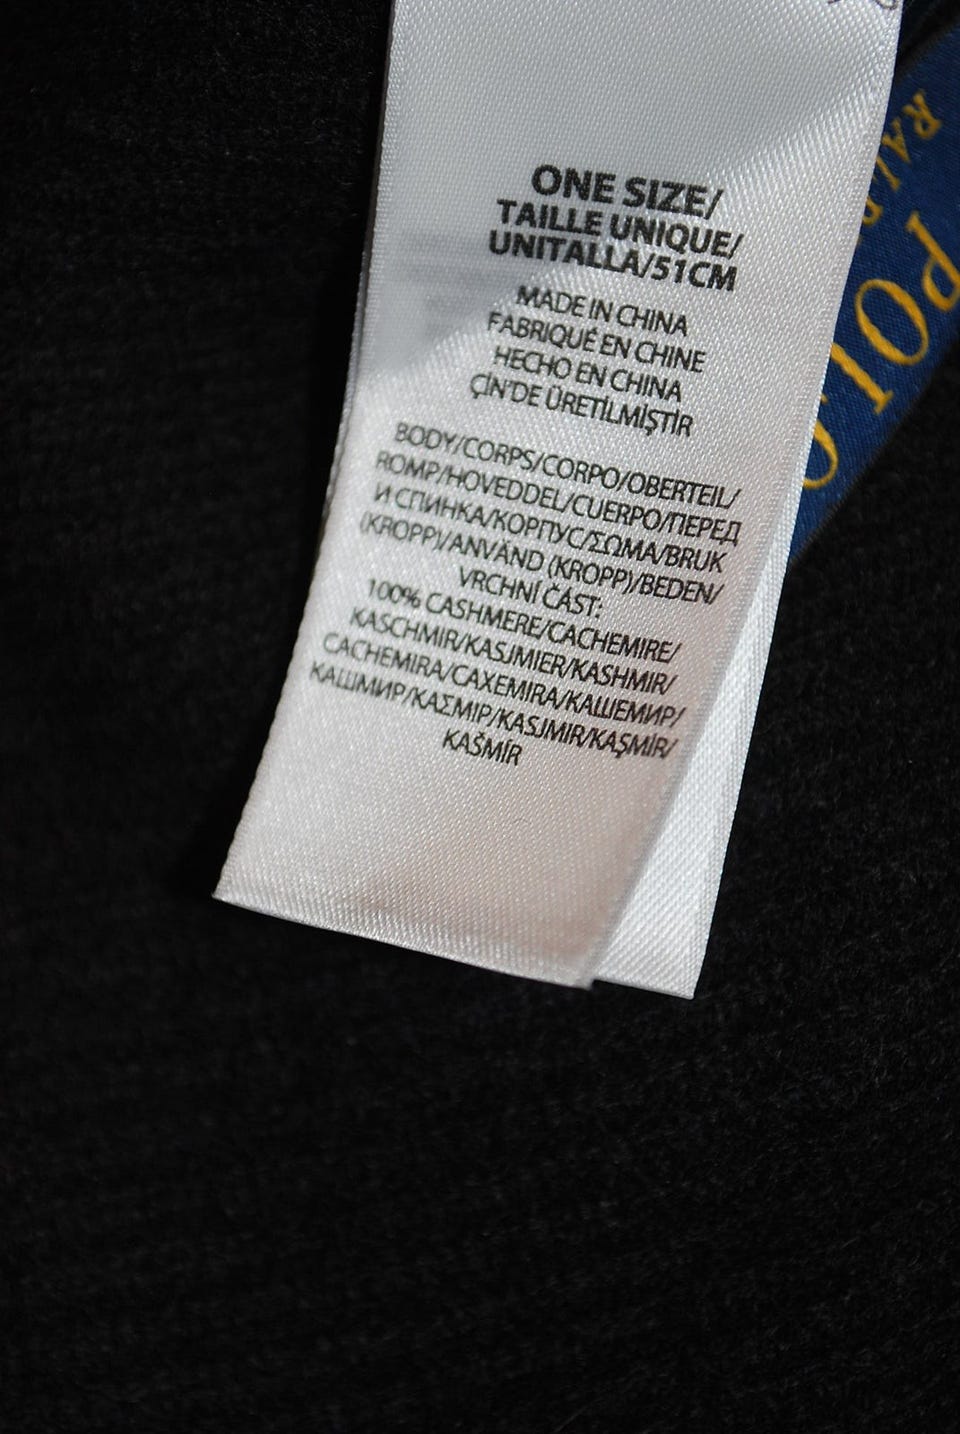 ONE SIZE/
TAILLE UNIQUE/
UNITALLA/51CM
MADE IN CHINA
FABRIQUÉ EN CHINE
HECHO EN CHINA
ÇİN'DE ÜRETİLMİŞTİR
BODY/CORPS/CORPO/OBERTEIL/
ROMP/HOVEDDEL/CUERPO/ПЕРЕД
И СПИНКА/КОРПУС/ΣΩΜΑ/BRUK
(KROPP)/ANVÄND (KROPP)/BEDEN/
VRCHNÍ ČÁST:
100% CASHMERE/CACHEMIRE/
KASCHMIR/KASJMIER/KASHMIR/
CACHEMIRA/CAXEMIRA/КАШЕМИР/
КАШМИР/ΚΑΣΜΙΡ/KASJMIR/KAŞMİR/
KAŠMÍR
POLO